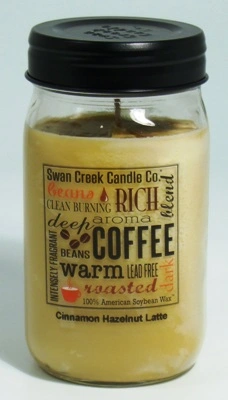 Swan Creek Candle Co.
beans RICH
CLEAN BURNING
blend
deep aroma
COFFEE
BEANS
INTENSELY FRAGRANT
warm LEAD FREE
dark
roasted
100% American Soybean Wax
Cinnamon Hazelnut Latte